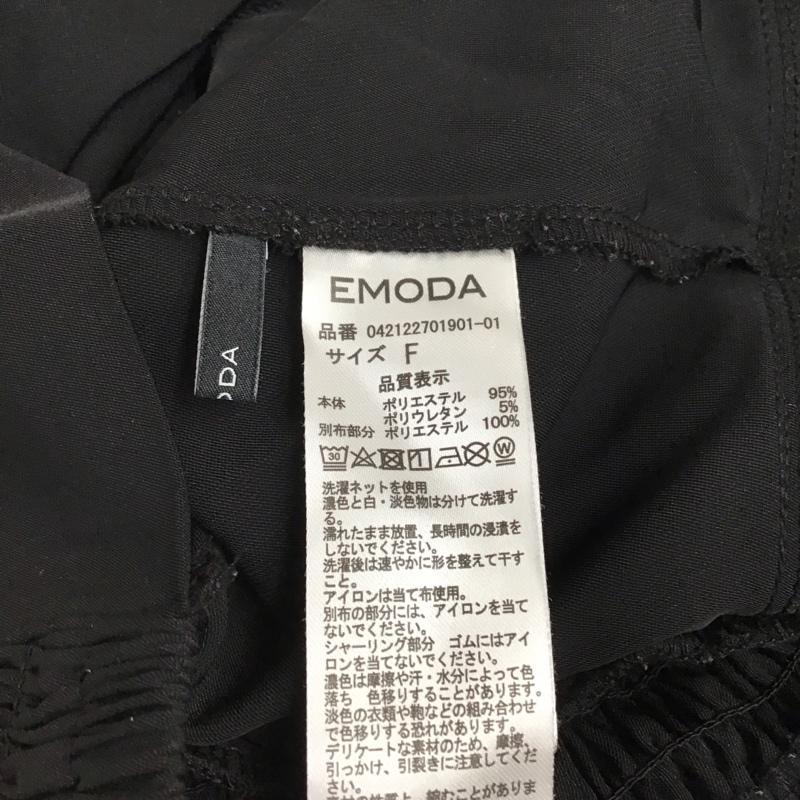 EMODA
品番 042122701901-01
サイズ F
品質表示
本体 ポリエステル 95%
ポリウレタン 5%
別布部分 ポリエステル 100%
30 W
洗濯ネットを使用
濃色と白・淡色物は分けて洗濯す
る。
濡れたまま放置、長時間の浸漬を
しないでください。
洗濯後は速やかに形を整えて干す
こと。
アイロンは当て布使用。
別布の部分には、アイロンを当て
ないでください。
シャーリング部分 ゴムにはアイ
ロンを当てないでください。
濃色は摩擦や汗・水分によって色
落ち 色移りすることがあります。
淡色の衣類や鞄などの組み合わせ
で色移りする恐れがあります。
デリケートな素材のため、摩擦、
引っかけ、引裂きに注意してくだ
ODA